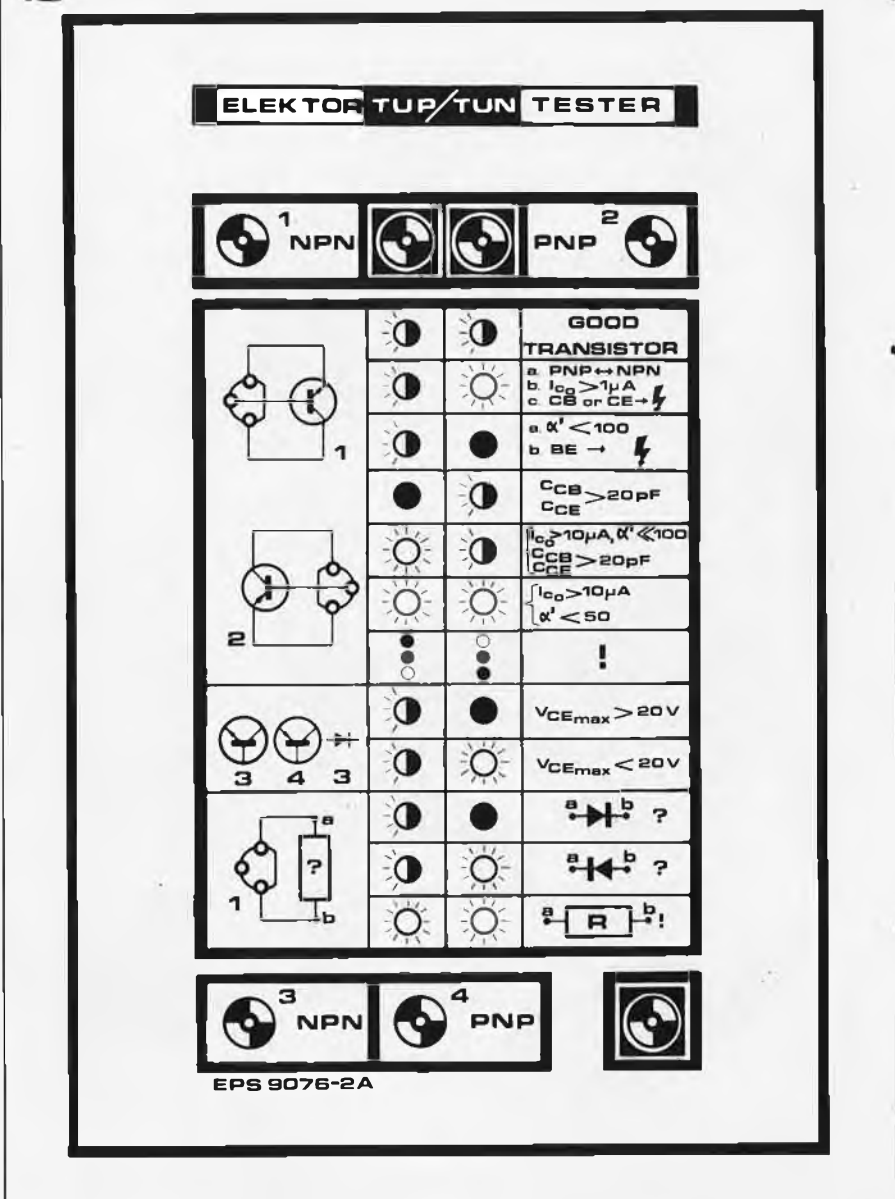 ELEKTOR TUP/TUN TESTER
1 NPN PNP 2
GOOD
TRANSISTOR
a. PNP↔NPN
b. Ico >1μA
c. CB or CE→
a. α' <100
b. BE →
1
CCB
CCE >20pF
Ico>10μA, α' ≪100
CCB
CCE >20pF
Ico>10μA
α' < 50
2
!
VCEmax > 20V
3 4 3
VCEmax < 20V
a b ?
a
?
1
b
a b ?
a R b !
3 NPN 4 PNP
EPS 9076-2A